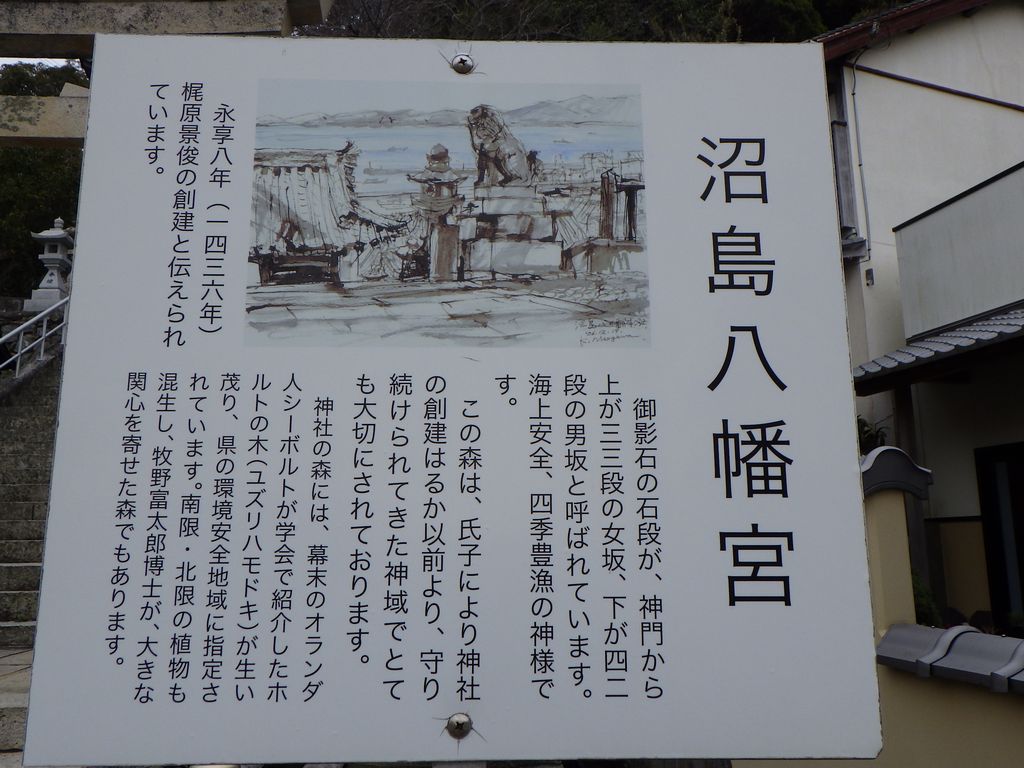 沼島八幡宮
永享八年（一四三六年）
梶原景俊の創建と伝えられ
ています。
御影石の石段が、神門から
上が三三段の女坂、下が四二
段の男坂と呼ばれています。
海上安全、四季豊漁の神様で
す。
この森は、氏子により神社
の創建はるか以前より、守り
続けられてきた神域でとて
も大切にされております。
神社の森には、幕末のオランダ
人シーボルトが学会で紹介したホ
ルトの木（ユズリハモドキ）が生い
茂り、県の環境安全地域に指定さ
れています。南限・北限の植物も
混生し、牧野富太郎博士が、大きな
関心を寄せた森でもあります。